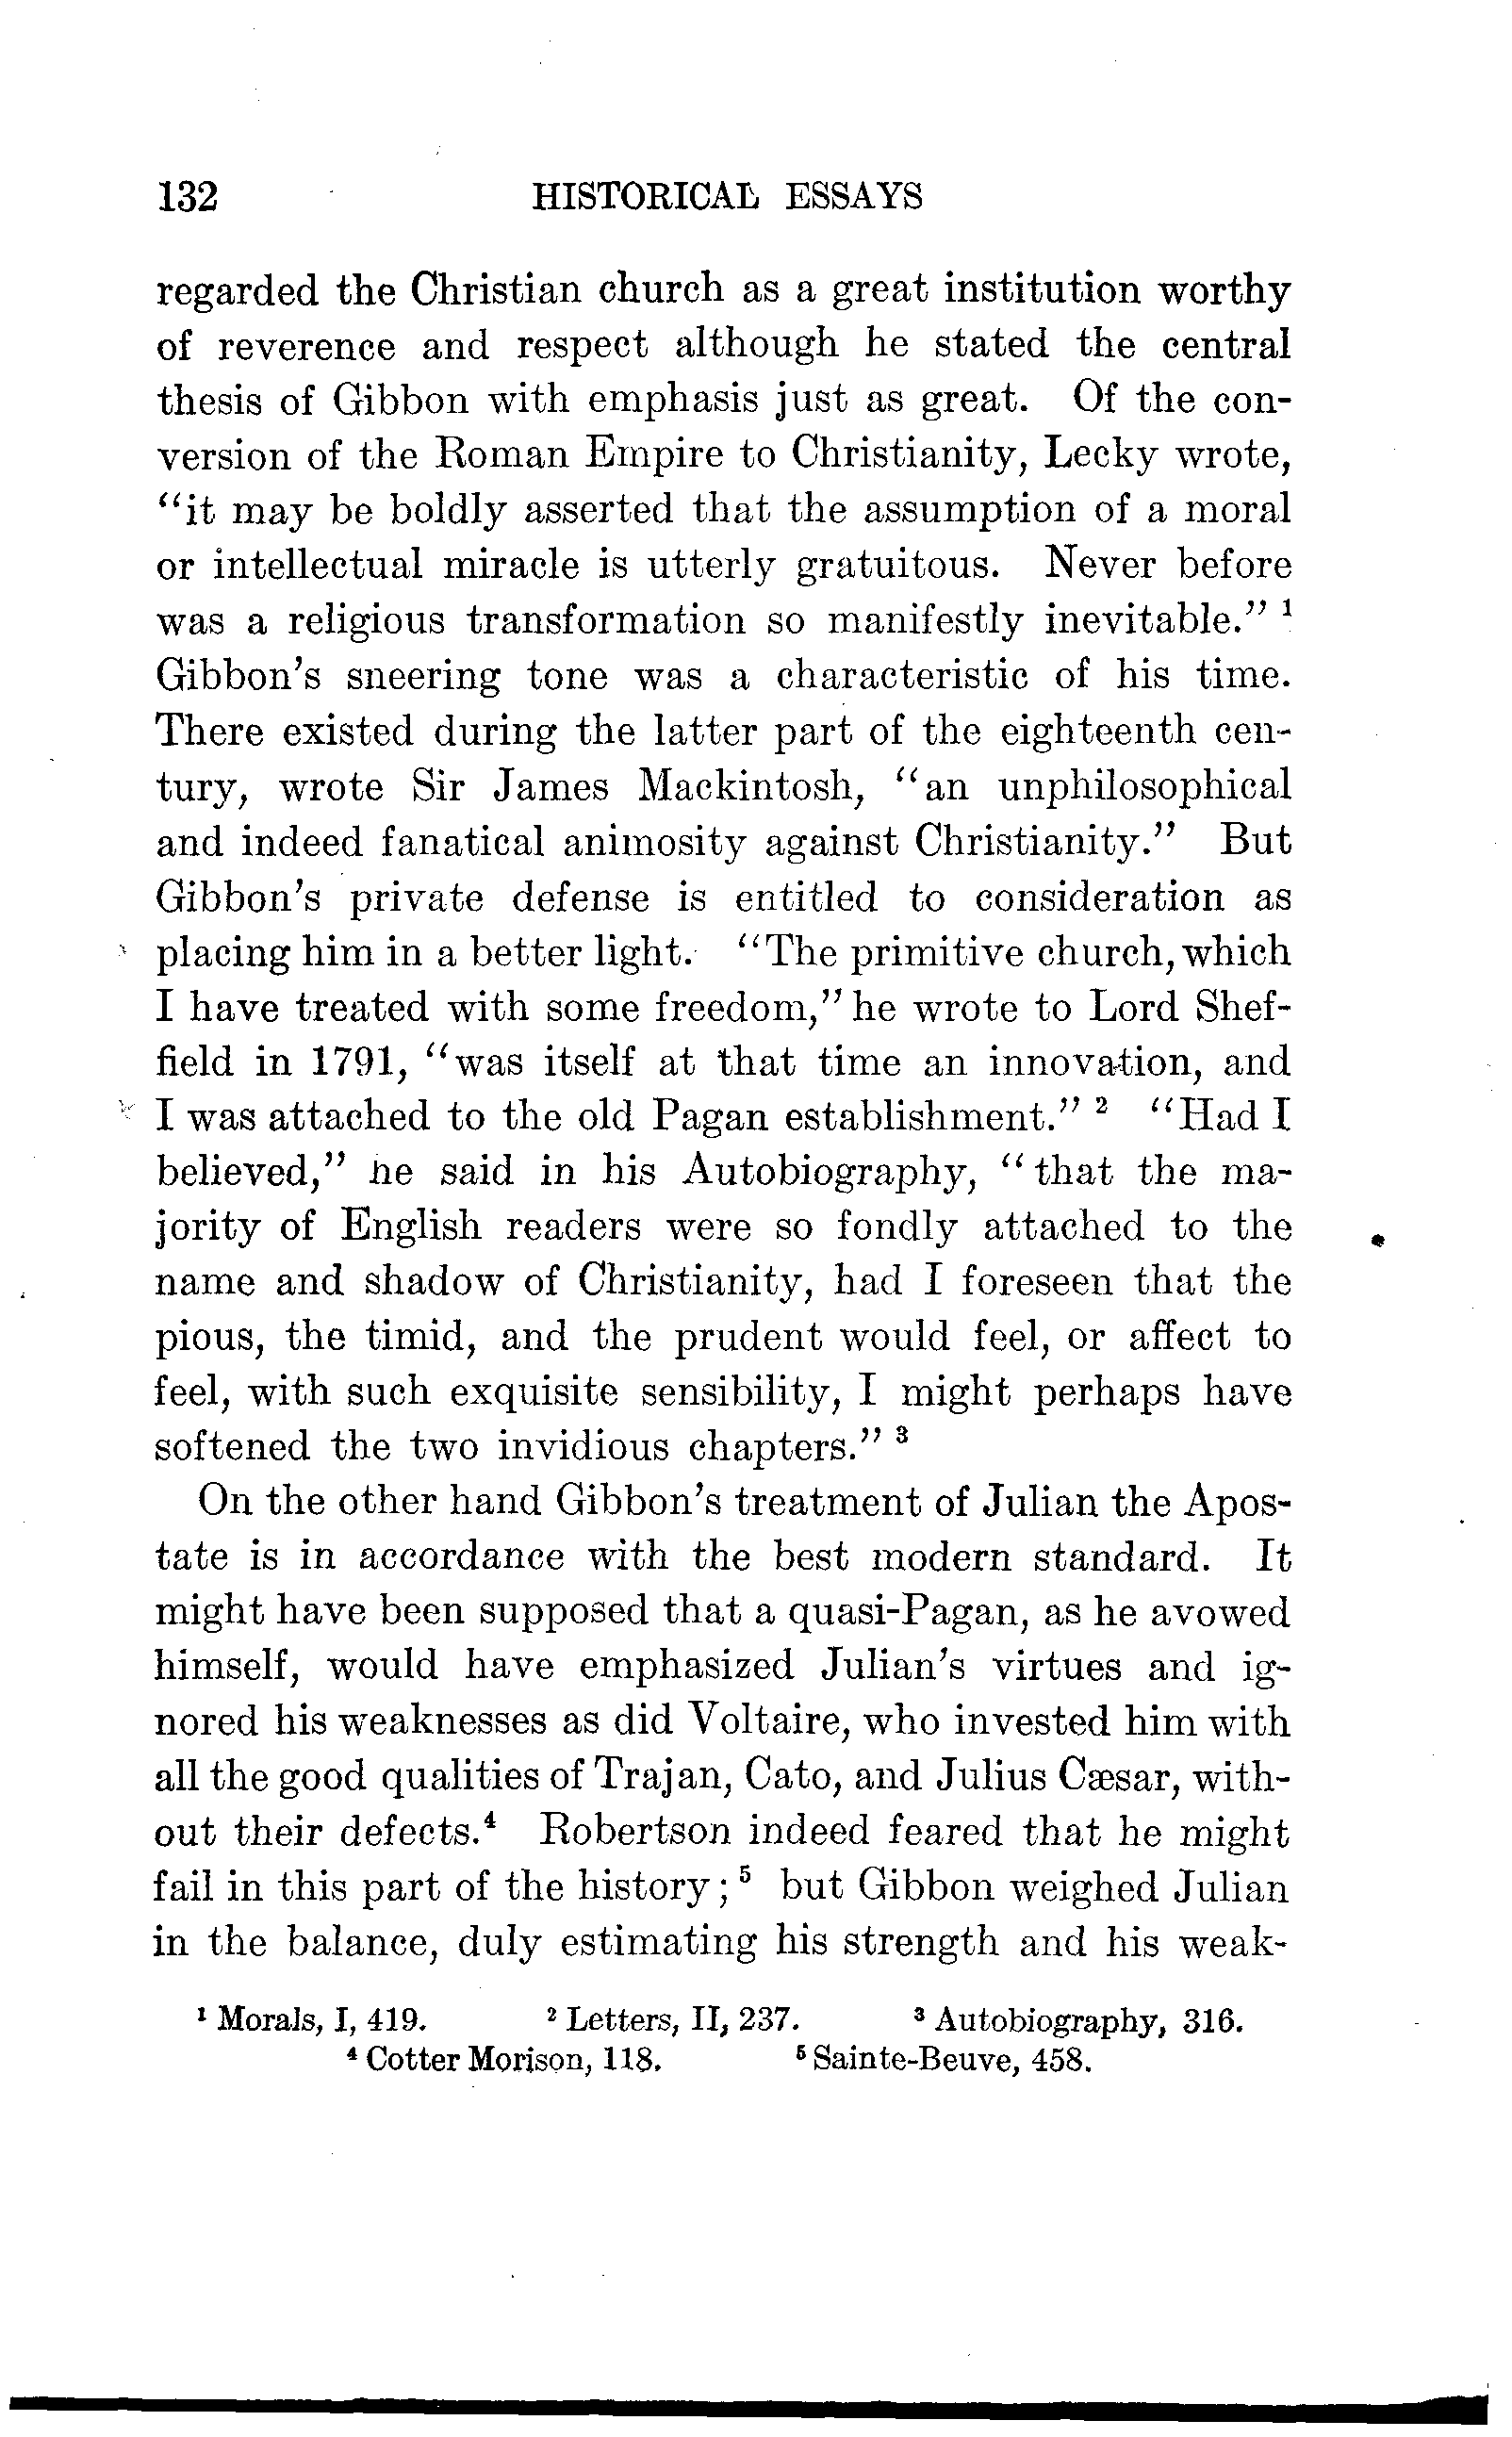 132 HISTORICAL ESSAYS
regarded the Christian church as a great institution worthy
of reverence and respect although he stated the central
thesis of Gibbon with emphasis just as great. Of the con-
version of the Roman Empire to Christianity, Lecky wrote,
“it may be boldly asserted that the assumption of a moral
or intellectual miracle is utterly gratuitous. Never before
was a religious transformation so manifestly inevitable.” ¹
Gibbon’s sneering tone was a characteristic of his time.
There existed during the latter part of the eighteenth cen-
tury, wrote Sir James Mackintosh, “an unphilosophical
and indeed fanatical animosity against Christianity.” But
Gibbon’s private defense is entitled to consideration as
placing him in a better light. “The primitive church, which
I have treated with some freedom,” he wrote to Lord Shef-
field in 1791, “was itself at that time an innovation, and
I was attached to the old Pagan establishment.” ² “Had I
believed,” he said in his Autobiography, “that the ma-
jority of English readers were so fondly attached to the
name and shadow of Christianity, had I foreseen that the
pious, the timid, and the prudent would feel, or affect to
feel, with such exquisite sensibility, I might perhaps have
softened the two invidious chapters.” ³
On the other hand Gibbon’s treatment of Julian the Apos-
tate is in accordance with the best modern standard. It
might have been supposed that a quasi-Pagan, as he avowed
himself, would have emphasized Julian’s virtues and ig-
nored his weaknesses as did Voltaire, who invested him with
all the good qualities of Trajan, Cato, and Julius Cæsar, with-
out their defects.⁴ Robertson indeed feared that he might
fail in this part of the history; ⁵ but Gibbon weighed Julian
in the balance, duly estimating his strength and his weak-
¹ Morals, I, 419. ² Letters, II, 237. ³ Autobiography, 316.
⁴ Cotter Morison, 118. ⁵ Sainte-Beuve, 458.